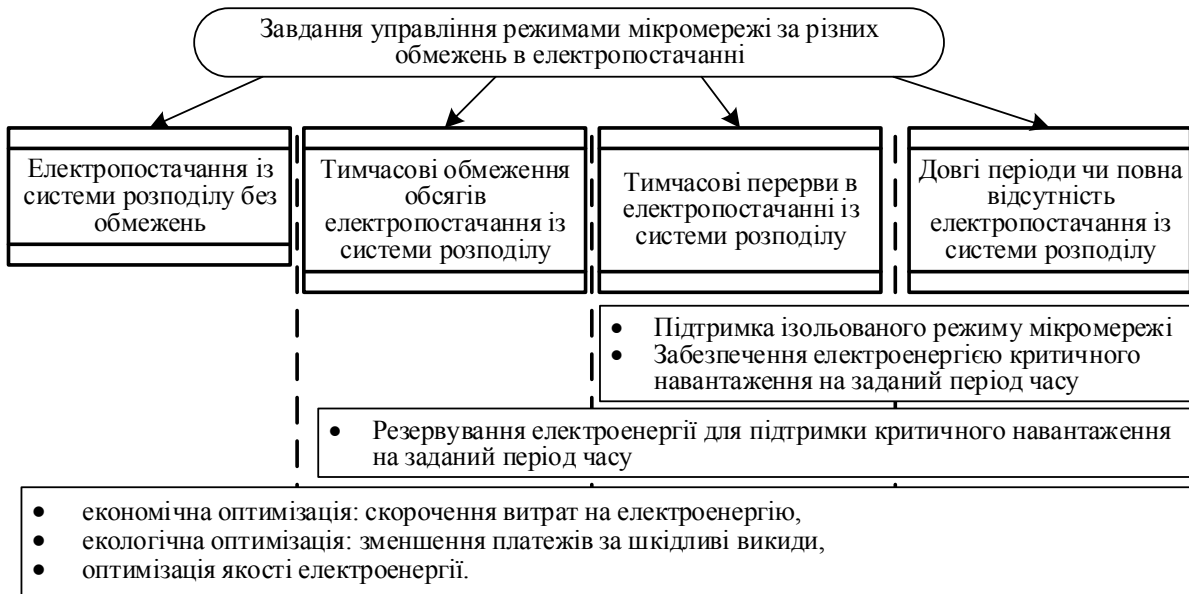 Завдання управління режимами мікромережі за різних
обмежень в електропостачанні
Електропостачання із
системи розподілу без
обмежень
Тимчасові обмеження
обсягів
електропостачання із
системи розподілу
Тимчасові перерви в
електропостачанні із
системи розподілу
Довгі періоди чи повна
відсутність
електропостачання із
системи розподілу
• Підтримка ізольованого режиму мікромережі
• Забезпечення електроенергією критичного
навантаження на заданий період часу
• Резервування електроенергії для підтримки критичного навантаження
на заданий період часу
• економічна оптимізація: скорочення витрат на електроенергію,
• екологічна оптимізація: зменшення платежів за шкідливі викиди,
• оптимізація якості електроенергії.